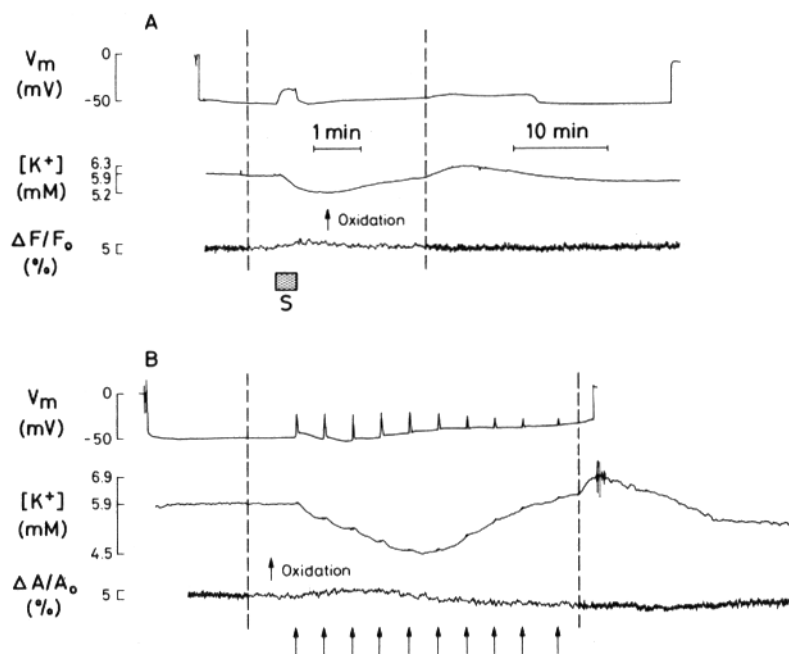 A
Vm
(mV)
0
-50
1 min
10 min
[K+]
(mM)
6.3
5.9
5.2
Oxidation
ΔF/Fo
(%)
5
S
B
Vm
(mV)
0
-50
[K+]
(mM)
6.9
5.9
4.5
Oxidation
ΔA/Ao
(%)
5